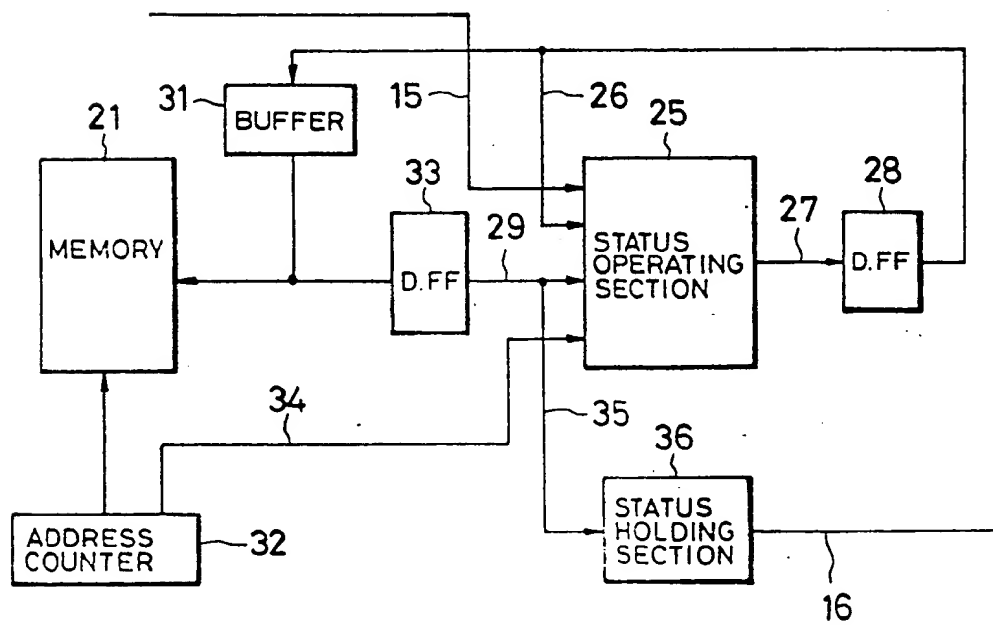 31
BUFFER
15
26
21
MEMORY
33
D.FF
29
25
STATUS
OPERATING
SECTION
27
28
D.FF
34
35
36
STATUS
HOLDING
SECTION
ADDRESS
COUNTER
32
16